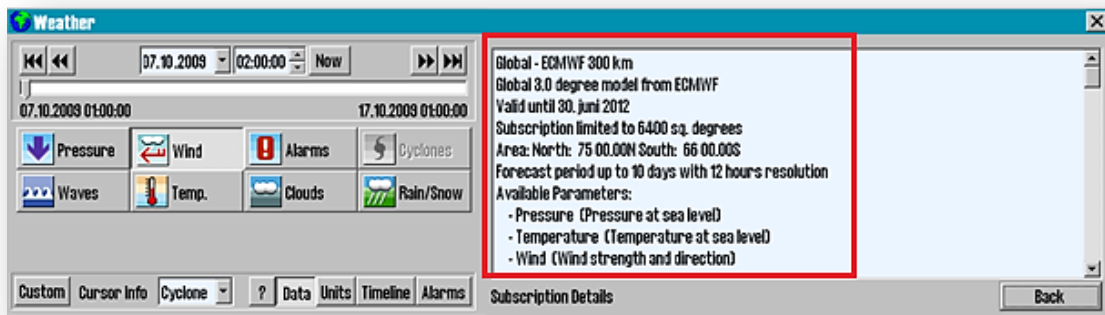 Weather
07.10.2009 02:00:00 Now
07.10.2009 01:00:00 17.10.2009 01:00:00
Pressure Wind Alarms Cyclones
Waves Temp. Clouds Rain/Snow
Custom Cursor Info Cyclone ? Data Units Timeline Alarms
Global - ECMWF 300 km
Global 3.0 degree model from ECMWF
Valid until 30. juni 2012
Subscription limited to 6400 sq. degrees
Area: North: 75 00.00N South: 66 00.00S
Forecast period up to 10 days with 12 hours resolution
Available Parameters:
- Pressure (Pressure at sea level)
- Temperature (Temperature at sea level)
- Wind (Wind strength and direction)
Subscription Details Back